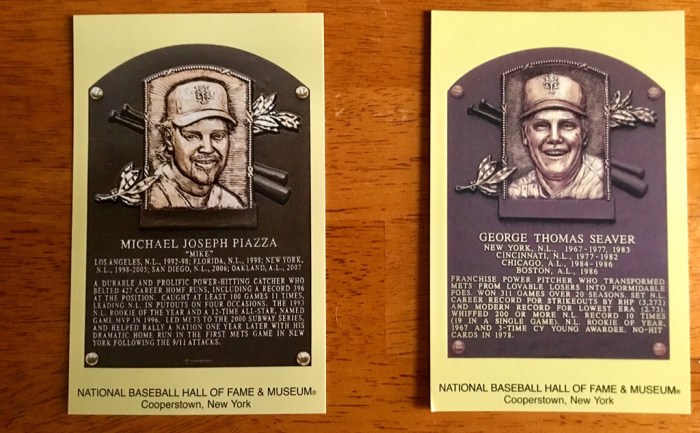 MICHAEL JOSEPH PIAZZA
"MIKE"
LOS ANGELES, N.L., 1992-98; FLORIDA, N.L., 1998; NEW YORK,
N.L., 1998-2005; SAN DIEGO, N.L., 2006; OAKLAND, A.L., 2007
A DURABLE AND PROLIFIC POWER-HITTING CATCHER WHO
BELTED 427 CAREER HOME RUNS, INCLUDING A RECORD 396
AT THE POSITION. CAUGHT AT LEAST 100 GAMES 11 TIMES,
LEADING N.L. IN PUTOUTS ON FOUR OCCASIONS. THE 1993
N.L. ROOKIE OF THE YEAR AND A 12-TIME ALL-STAR, NAMED
GAME MVP IN 1996. LED METS TO THE 2000 SUBWAY SERIES,
AND HELPED RALLY A NATION ONE YEAR LATER WITH HIS
DRAMATIC HOME RUN IN THE FIRST METS GAME IN NEW
YORK FOLLOWING THE 9/11 ATTACKS.
NATIONAL BASEBALL HALL OF FAME & MUSEUM®
Cooperstown, New York
GEORGE THOMAS SEAVER
NEW YORK, N.L., 1967-1977, 1983
CINCINNATI, N.L., 1977-1982
CHICAGO, A.L., 1984-1986
BOSTON, A.L., 1986
FRANCHISE POWER PITCHER WHO TRANSFORMED
METS FROM LOVABLE LOSERS INTO FORMIDABLE
FOES. WON 311 GAMES OVER 20 SEASONS. SET N.L.
CAREER RECORD FOR STRIKEOUTS BY RHP (3,272)
AND MODERN RECORD FOR LOWEST ERA (2.73).
WHIPPED 200 OR MORE N.L. RECORD 10 TIMES
(19 IN A SINGLE GAME). N.L. ROOKIE OF YEAR,
1967 AND 3-TIME CY YOUNG AWARDEE. NO-HIT
CARDS IN 1978.
NATIONAL BASEBALL HALL OF FAME & MUSEUM®
Cooperstown, New York